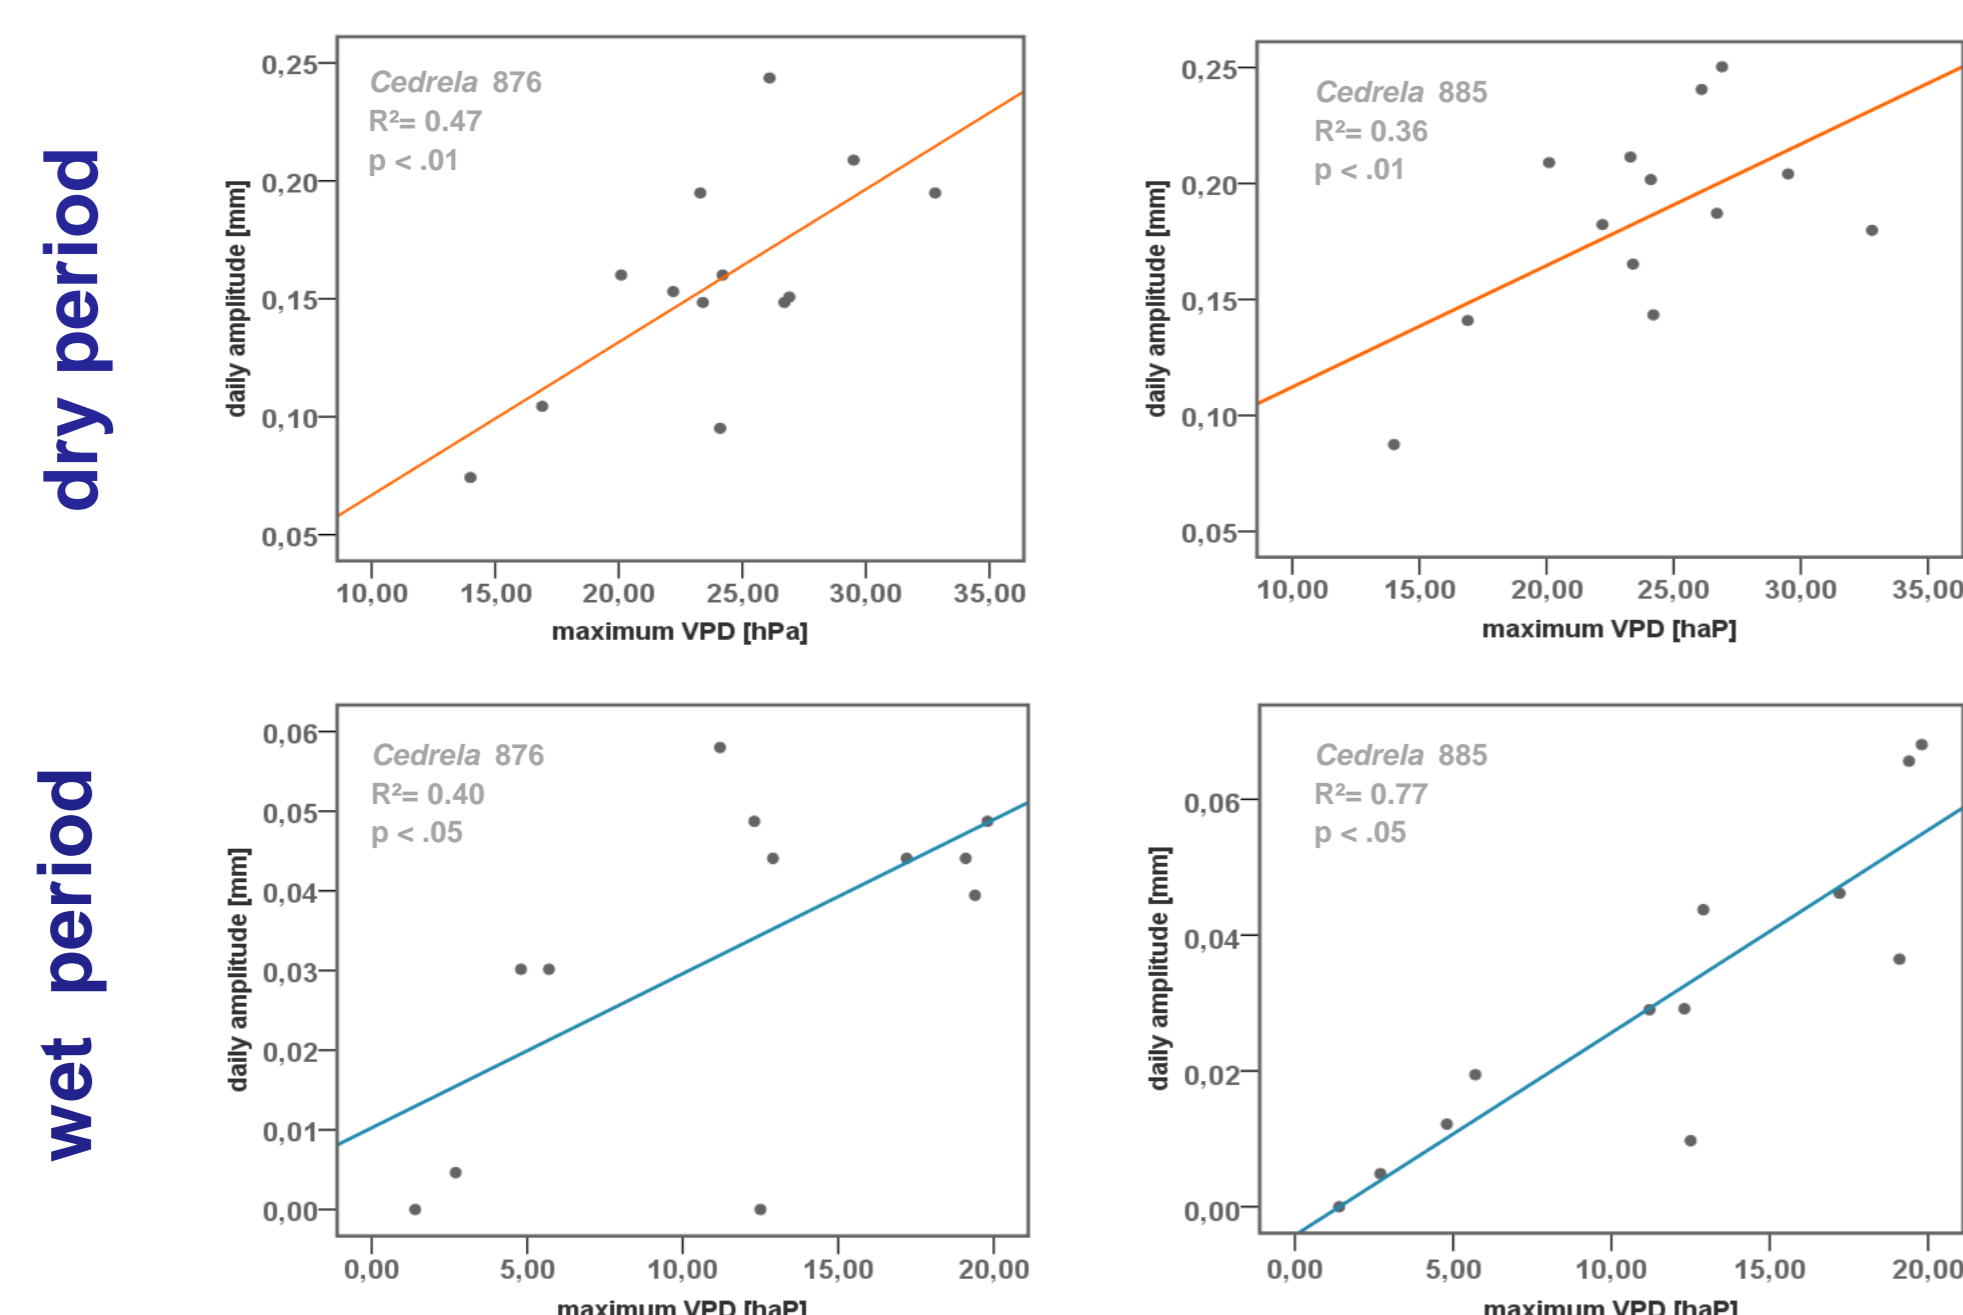 dry period
Cedrela 876
R²= 0.47
p < .01
daily amplitude [mm]
0,25
0,20
0,15
0,10
0,05
10,00 15,00 20,00 25,00 30,00 35,00
maximum VPD [hPa]
Cedrela 885
R²= 0.36
p < .01
daily amplitude [mm]
0,25
0,20
0,15
0,10
0,05
10,00 15,00 20,00 25,00 30,00 35,00
maximum VPD [haP]
wet period
Cedrela 876
R²= 0.40
p < .05
daily amplitude [mm]
0,06
0,05
0,04
0,03
0,02
0,01
0,00
0,00 5,00 10,00 15,00 20,00
maximum VPD [haP]
Cedrela 885
R²= 0.77
p < .05
daily amplitude [mm]
0,06
0,04
0,02
0,00
0,00 5,00 10,00 15,00 20,00
maximum VPD [haP]